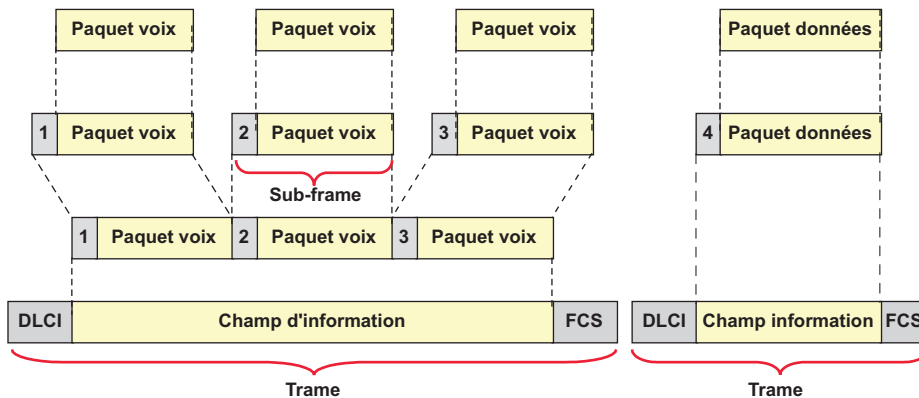 Paquet voix Paquet voix Paquet voix Paquet données
1 Paquet voix 2 Paquet voix 3 Paquet voix 4 Paquet données
Sub-frame
1 Paquet voix 2 Paquet voix 3 Paquet voix
DLCI Champ d'information FCS DLCI Champ information FCS
Trame Trame